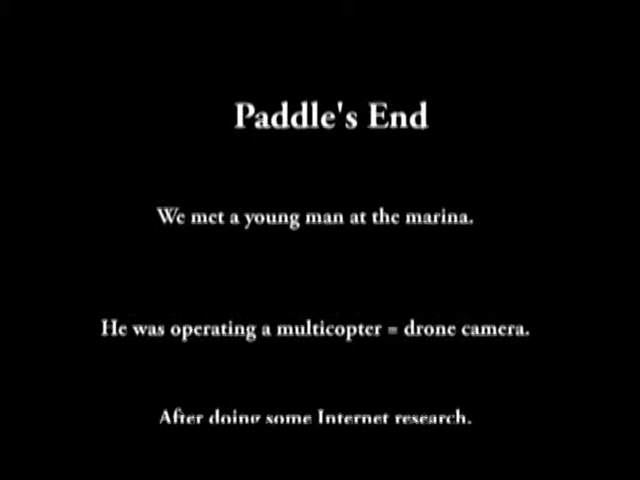 Paddle's End
We met a young man at the marina.
He was operating a multicopter = drone camera.
After doing some Internet research.